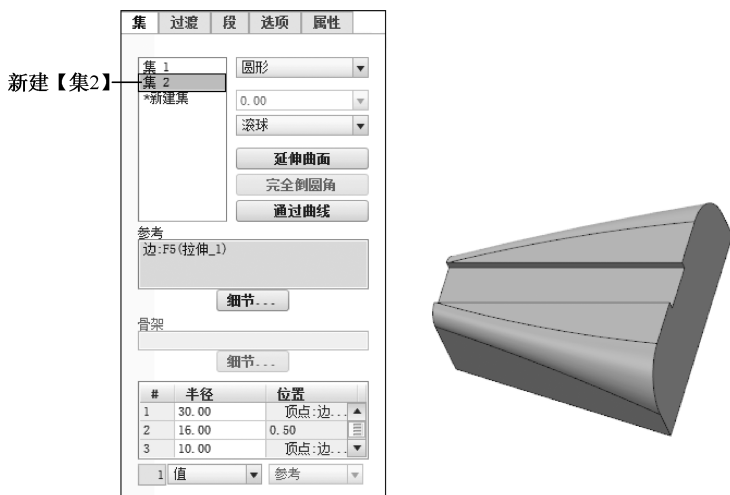 集 过渡 段 选项 属性
集 1
集 2
*新建集
新建【集2】
圆形
0.00
滚球
延伸曲面
完全倒圆角
通过曲线
参考
边:F5(拉伸_1)
细节...
骨架
细节...
# 半径 位置
1 30.00 顶点:边...
2 16.00 0.50
3 10.00 顶点:边...
1 值 参考